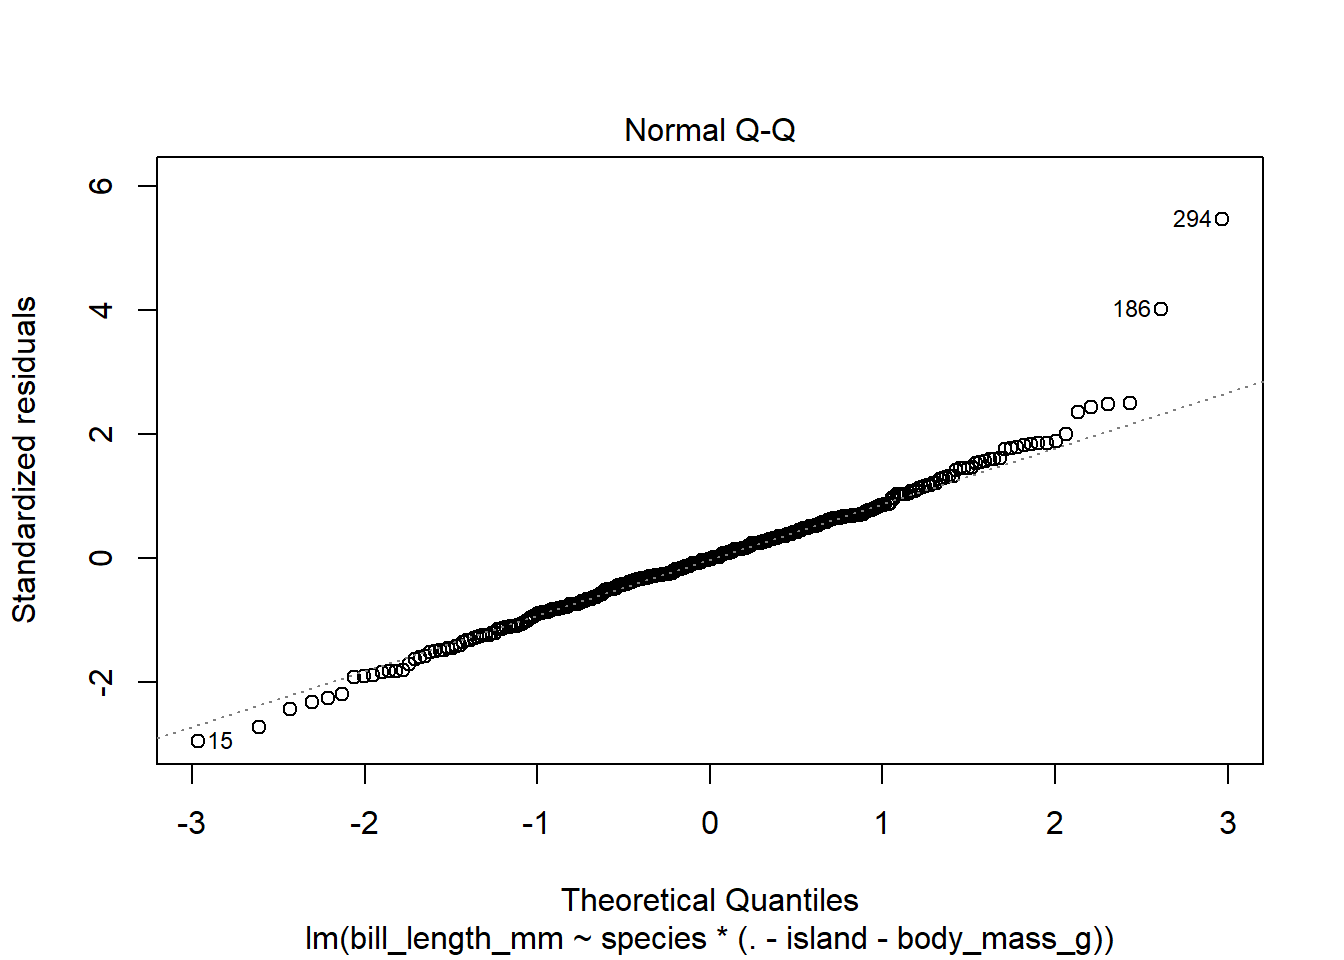 Normal Q-Q
Standardized residuals
6
4
2
0
-2
294
186
15
-3 -2 -1 0 1 2 3
Theoretical Quantiles
lm(bill_length_mm ~ species * (. - island - body_mass_g))